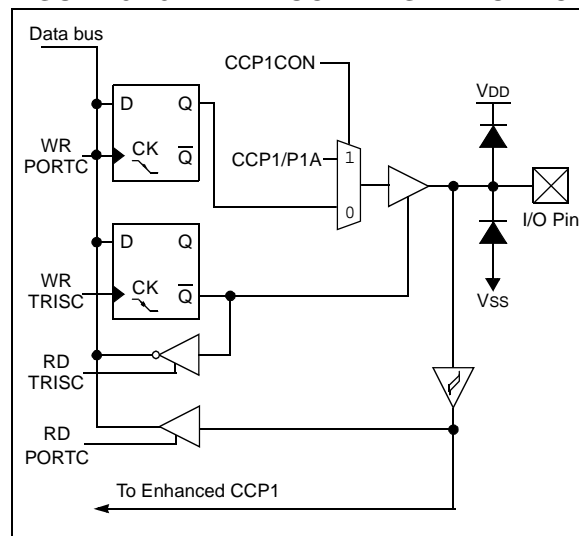 Data bus
CCP1CON
VDD
D Q
WR
PORTC
CK Q
CCP1/P1A
1
0
I/O Pin
VSS
D Q
WR
TRISC
CK Q
RD
TRISC
RD
PORTC
To Enhanced CCP1